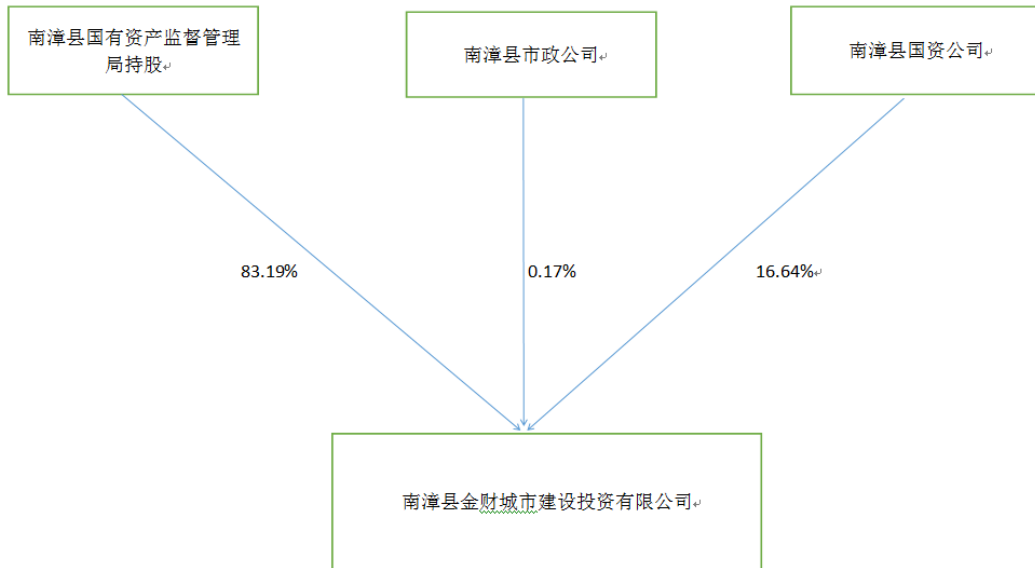 南漳县国有资产监督管理
局持股
南漳县市政公司
南漳县国资公司
83.19%
0.17%
16.64%
南漳县金财城市建设投资有限公司